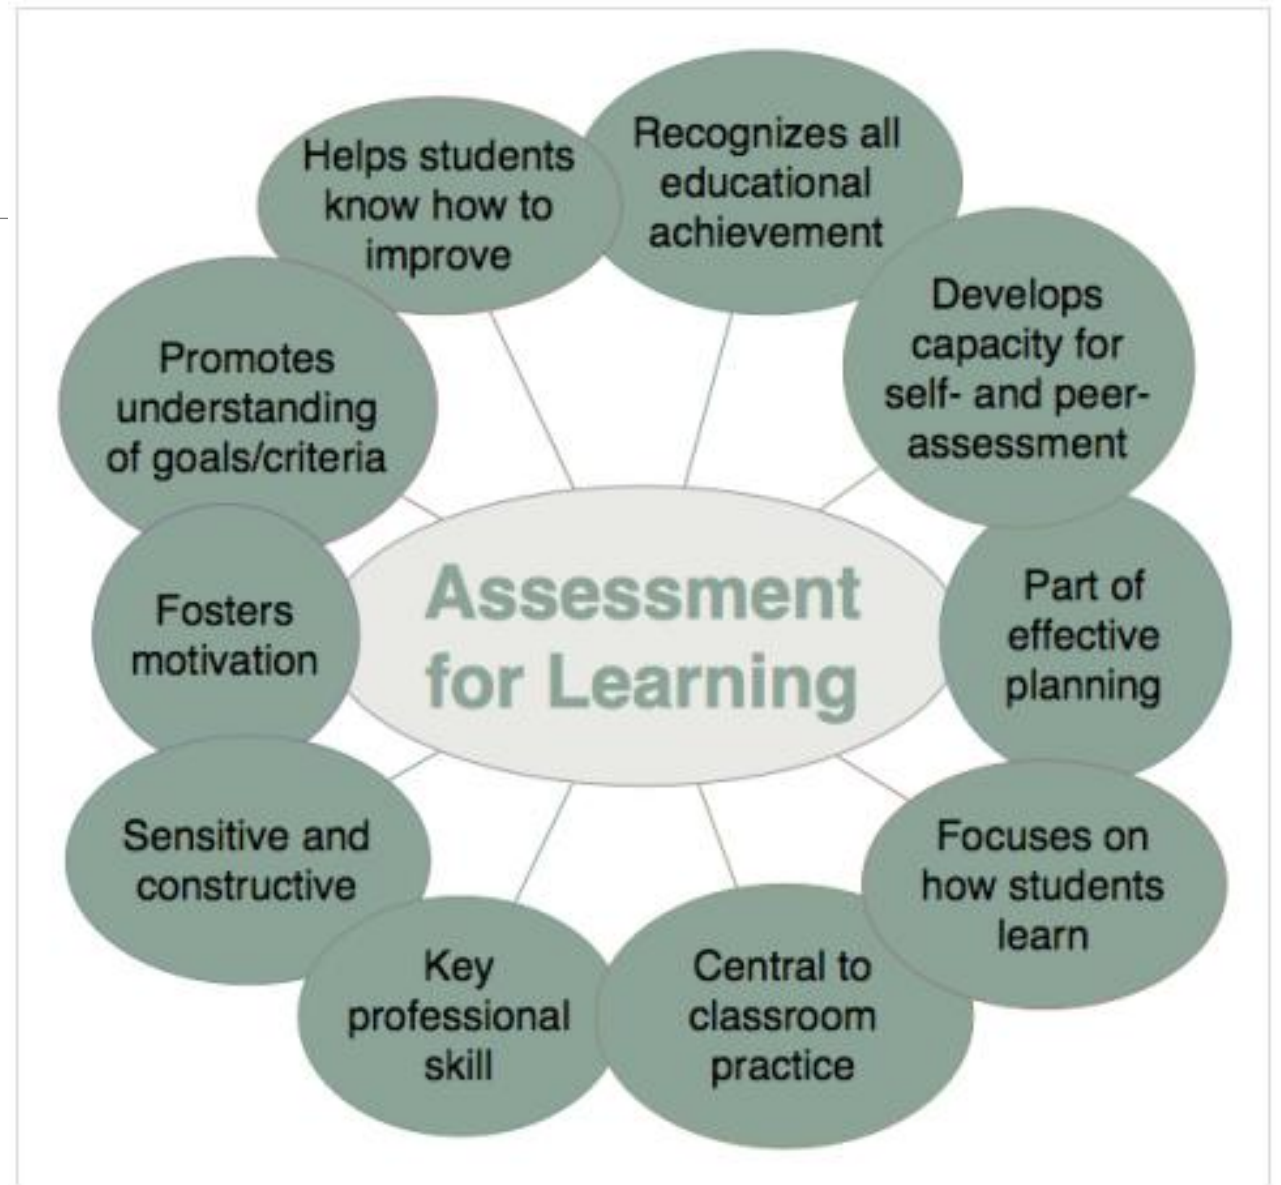 Recognizes all
educational
achievement
Helps students
know how to
improve
Develops
capacity for
self- and peer-
assessment
Promotes
understanding
of goals/criteria
Assessment
for Learning
Part of
effective
planning
Fosters
motivation
Focuses on
how students
learn
Sensitive and
constructive
Key
professional
skill
Central to
classroom
practice